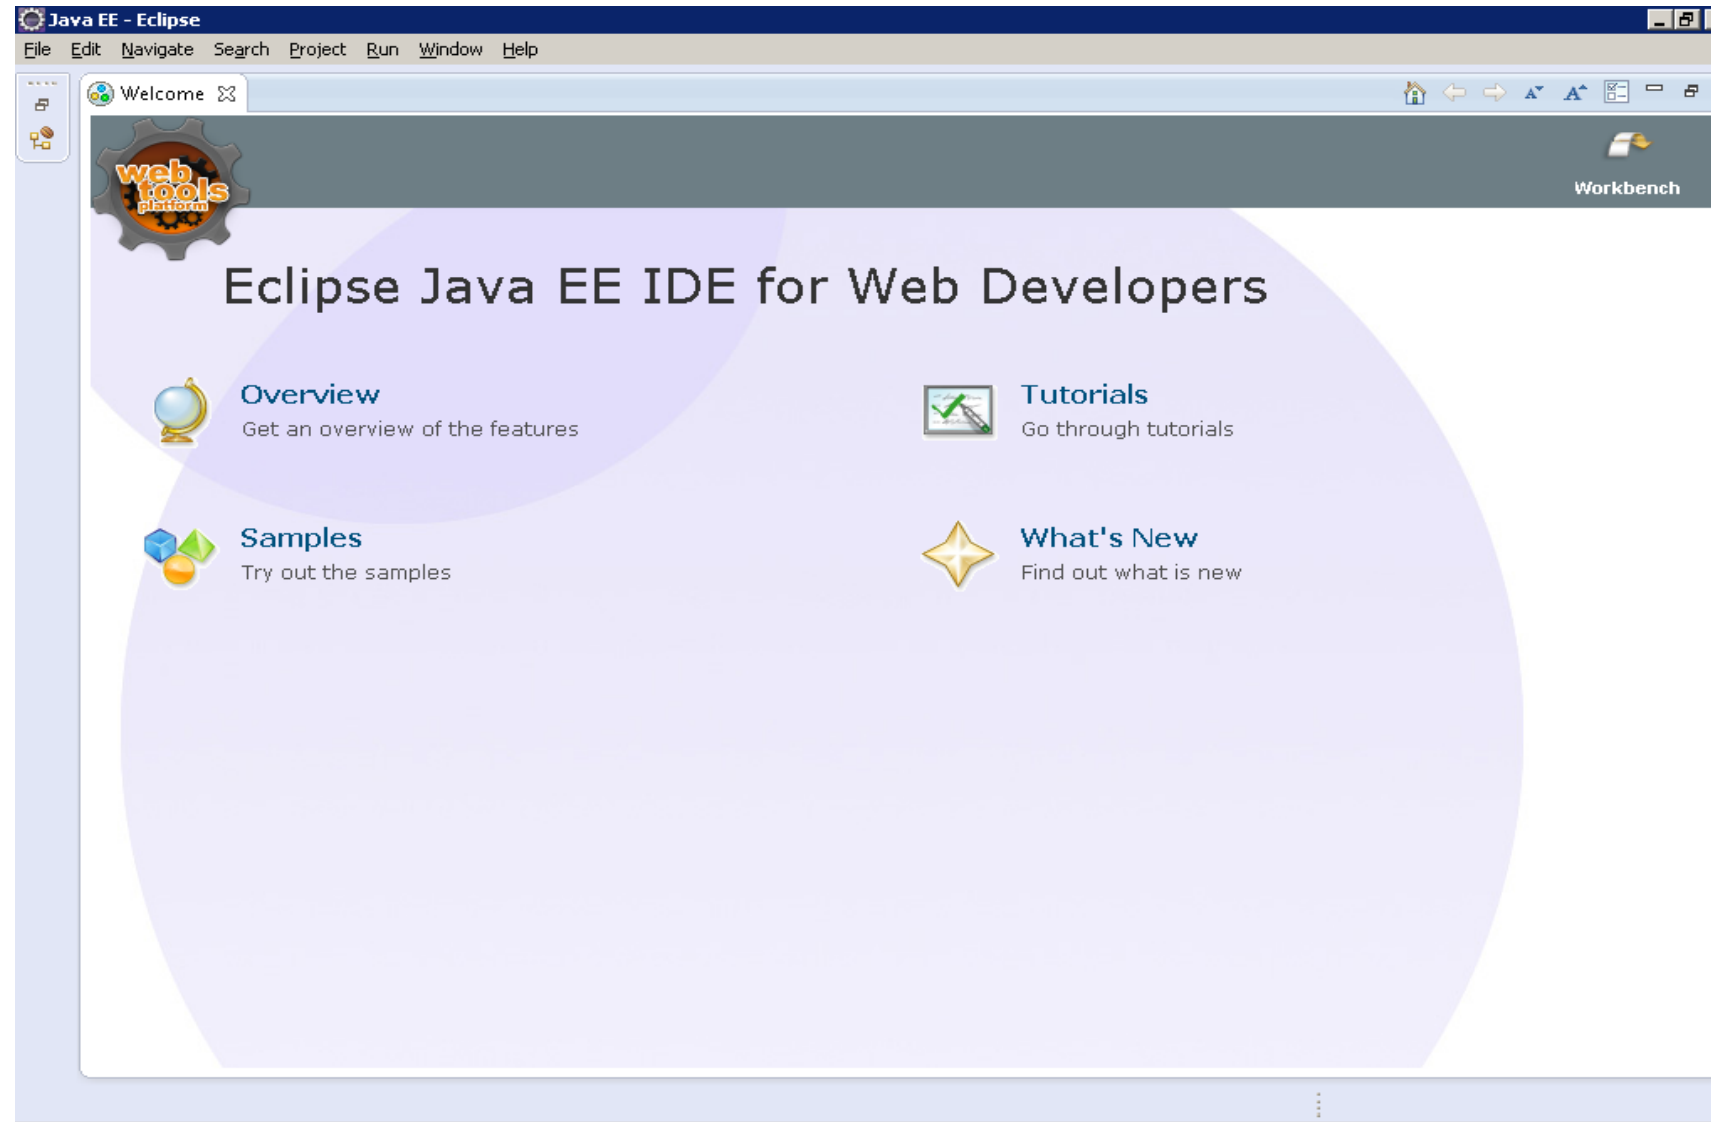 Java EE - Eclipse
File Edit Navigate Search Project Run Window Help
Welcome
web
tools
platform
Workbench
Eclipse Java EE IDE for Web Developers
Overview
Get an overview of the features
Tutorials
Go through tutorials
Samples
Try out the samples
What's New
Find out what is new